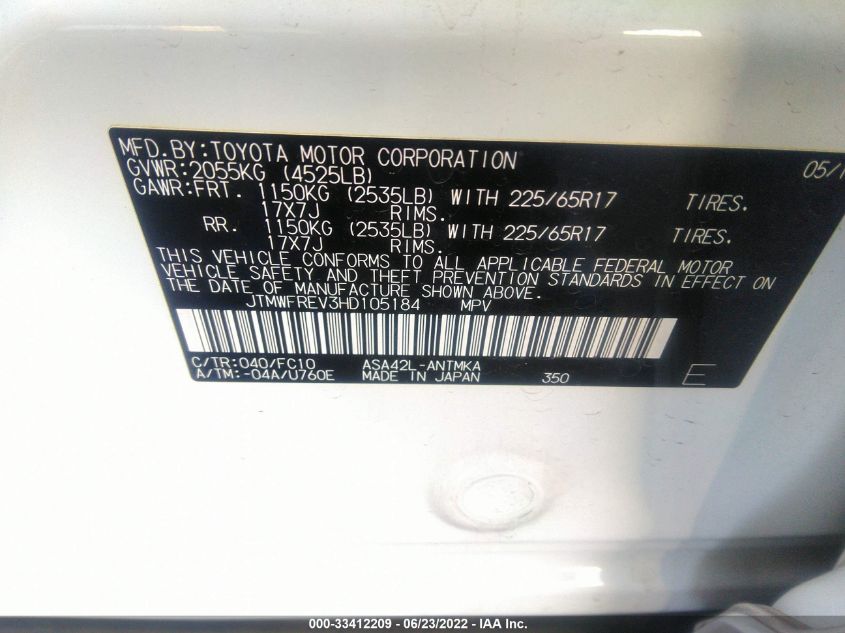 MFD.BY:TOYOTA MOTOR CORPORATION 05/1
GVWR:2055KG (4525LB)
GAWR:FRT. 1150KG (2535LB) WITH 225/65R17 TIRES.
17X7J RIMS.
RR. 1150KG (2535LB) WITH 225/65R17 TIRES.
17X7J RIMS.
THIS VEHICLE CONFORMS TO ALL APPLICABLE FEDERAL MOTOR
VEHICLE SAFETY AND THEFT PREVENTION STANDARDS IN EFFECT ON
THE DATE OF MANUFACTURE SHOWN ABOVE.
JTMWFREV3HD105184 MPV
C/TR:040/FC10 ASA42L-ANTMKA
A/TM:-04A/U760E MADE IN JAPAN 350 E
000-33412209 - 06/23/2022 - IAA Inc.